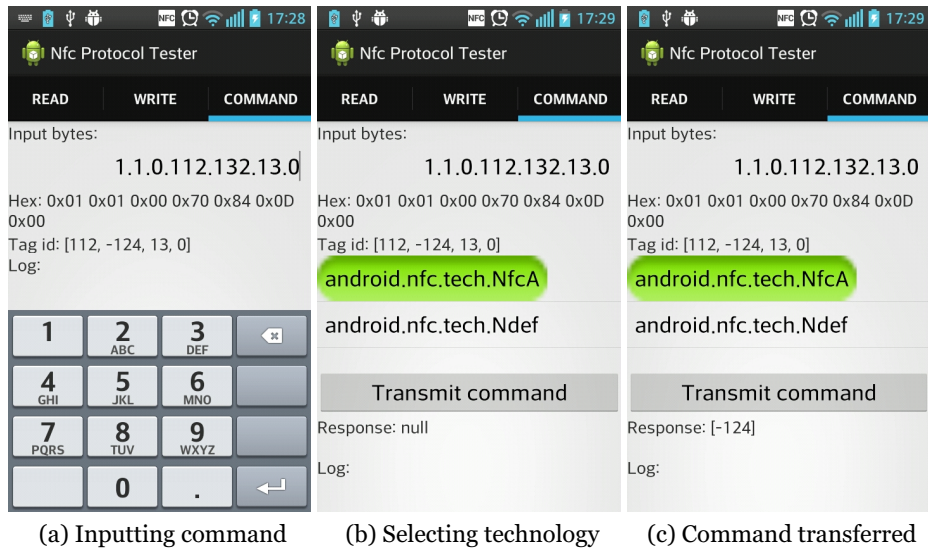 NFC 17:28
Nfc Protocol Tester
READ WRITE COMMAND
Input bytes:
1.1.0.112.132.13.0
Hex: 0x01 0x01 0x00 0x70 0x84 0x0D
0x00
Tag id: [112, -124, 13, 0]
Log:
1 2 ABC 3 DEF
4 GHI 5 JKL 6 MNO
7 PQRS 8 TUV 9 WXYZ
0 .
(a) Inputting command
NFC 17:29
Nfc Protocol Tester
READ WRITE COMMAND
Input bytes:
1.1.0.112.132.13.0
Hex: 0x01 0x01 0x00 0x70 0x84 0x0D
0x00
Tag id: [112, -124, 13, 0]
android.nfc.tech.NfcA
android.nfc.tech.Ndef
Transmit command
Response: null
Log:
(b) Selecting technology
NFC 17:29
Nfc Protocol Tester
READ WRITE COMMAND
Input bytes:
1.1.0.112.132.13.0
Hex: 0x01 0x01 0x00 0x70 0x84 0x0D
0x00
Tag id: [112, -124, 13, 0]
android.nfc.tech.NfcA
android.nfc.tech.Ndef
Transmit command
Response: [-124]
Log:
(c) Command transferred